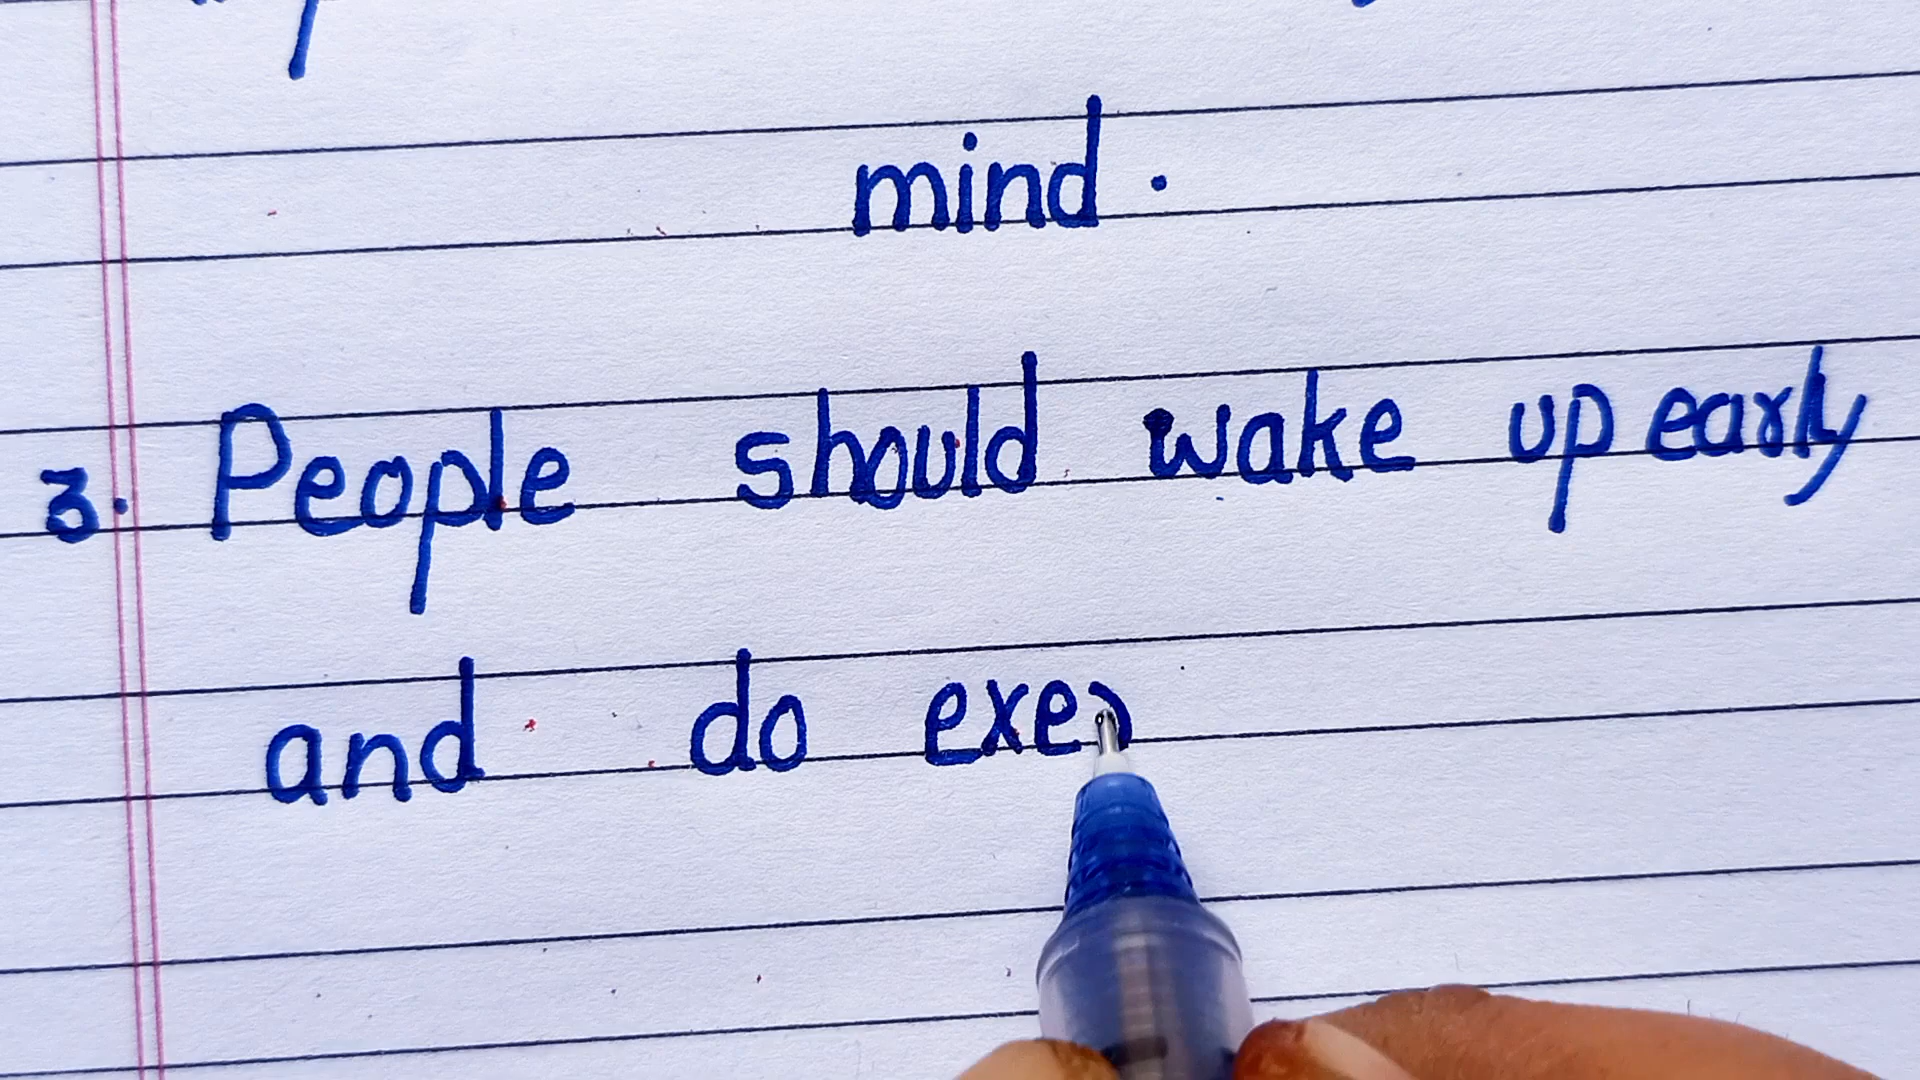 mind.
3. People should wake up early
and do exe